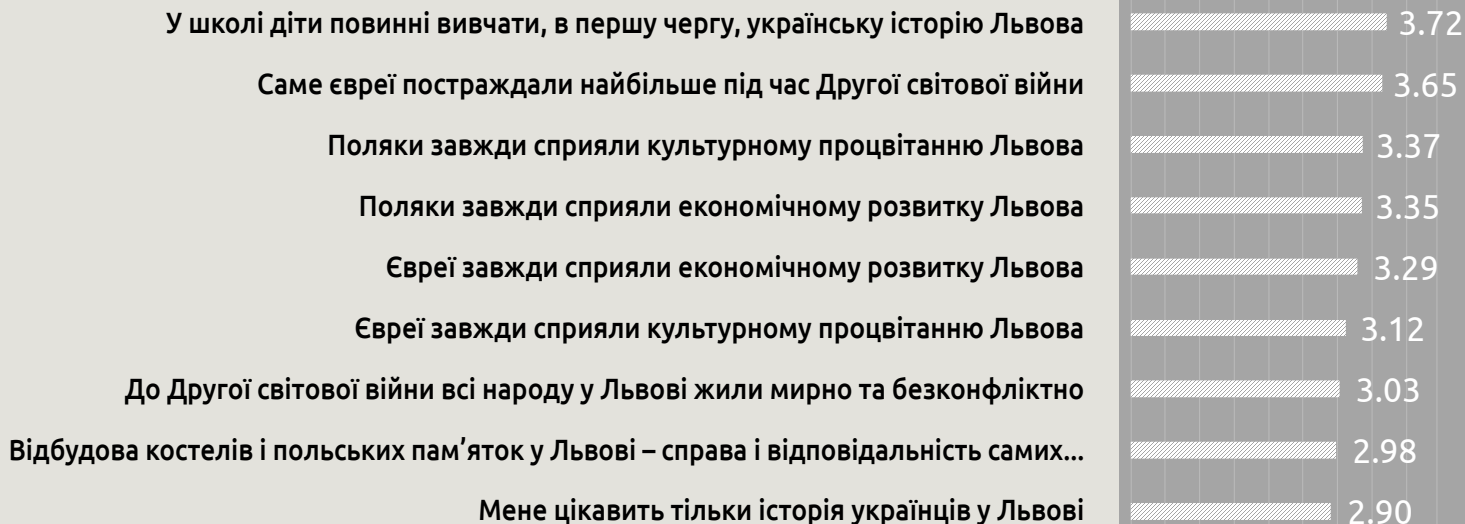 У школі діти повинні вивчати, в першу чергу, українську історію Львова 3.72
Саме євреї постраждали найбільше під час Другої світової війни 3.65
Поляки завжди сприяли культурному процвітанню Львова 3.37
Поляки завжди сприяли економічному розвитку Львова 3.35
Євреї завжди сприяли економічному розвитку Львова 3.29
Євреї завжди сприяли культурному процвітанню Львова 3.12
До Другої світової війни всі народу у Львові жили мирно та безконфліктно 3.03
Відбудова костелів і польських пам’яток у Львові – справа і відповідальність самих... 2.98
Мене цікавить тільки історія українців у Львові 2.90